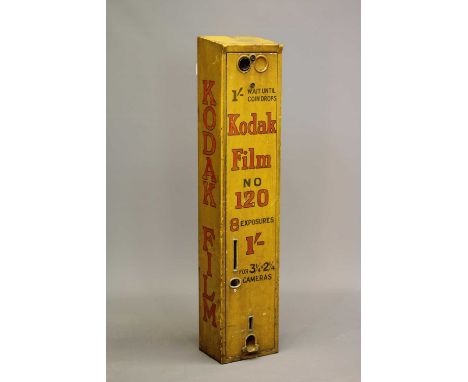 1/- WAIT UNTIL
COIN DROPS
Kodak
Film
NO
120
8 EXPOSURES
1/-
FOR 3¼·2¼
CAMERAS
KODAK FILM